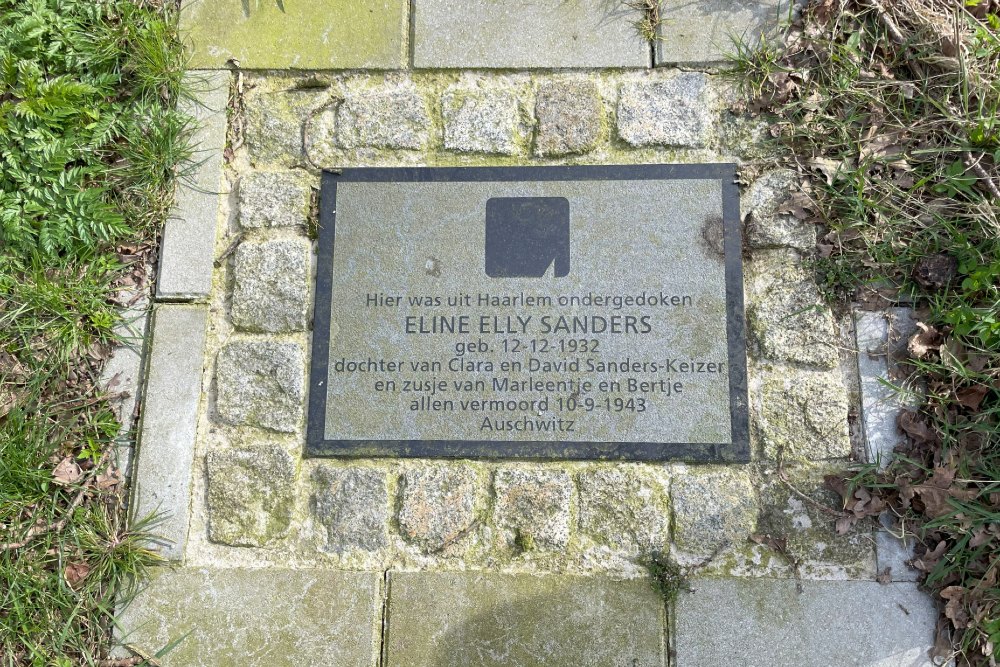 Hier was uit Haarlem ondergedoken
ELINE ELLY SANDERS
geb. 12-12-1932
dochter van Clara en David Sanders-Keizer
en zusje van Marleentje en Bertje
allen vermoord 10-9-1943
Auschwitz